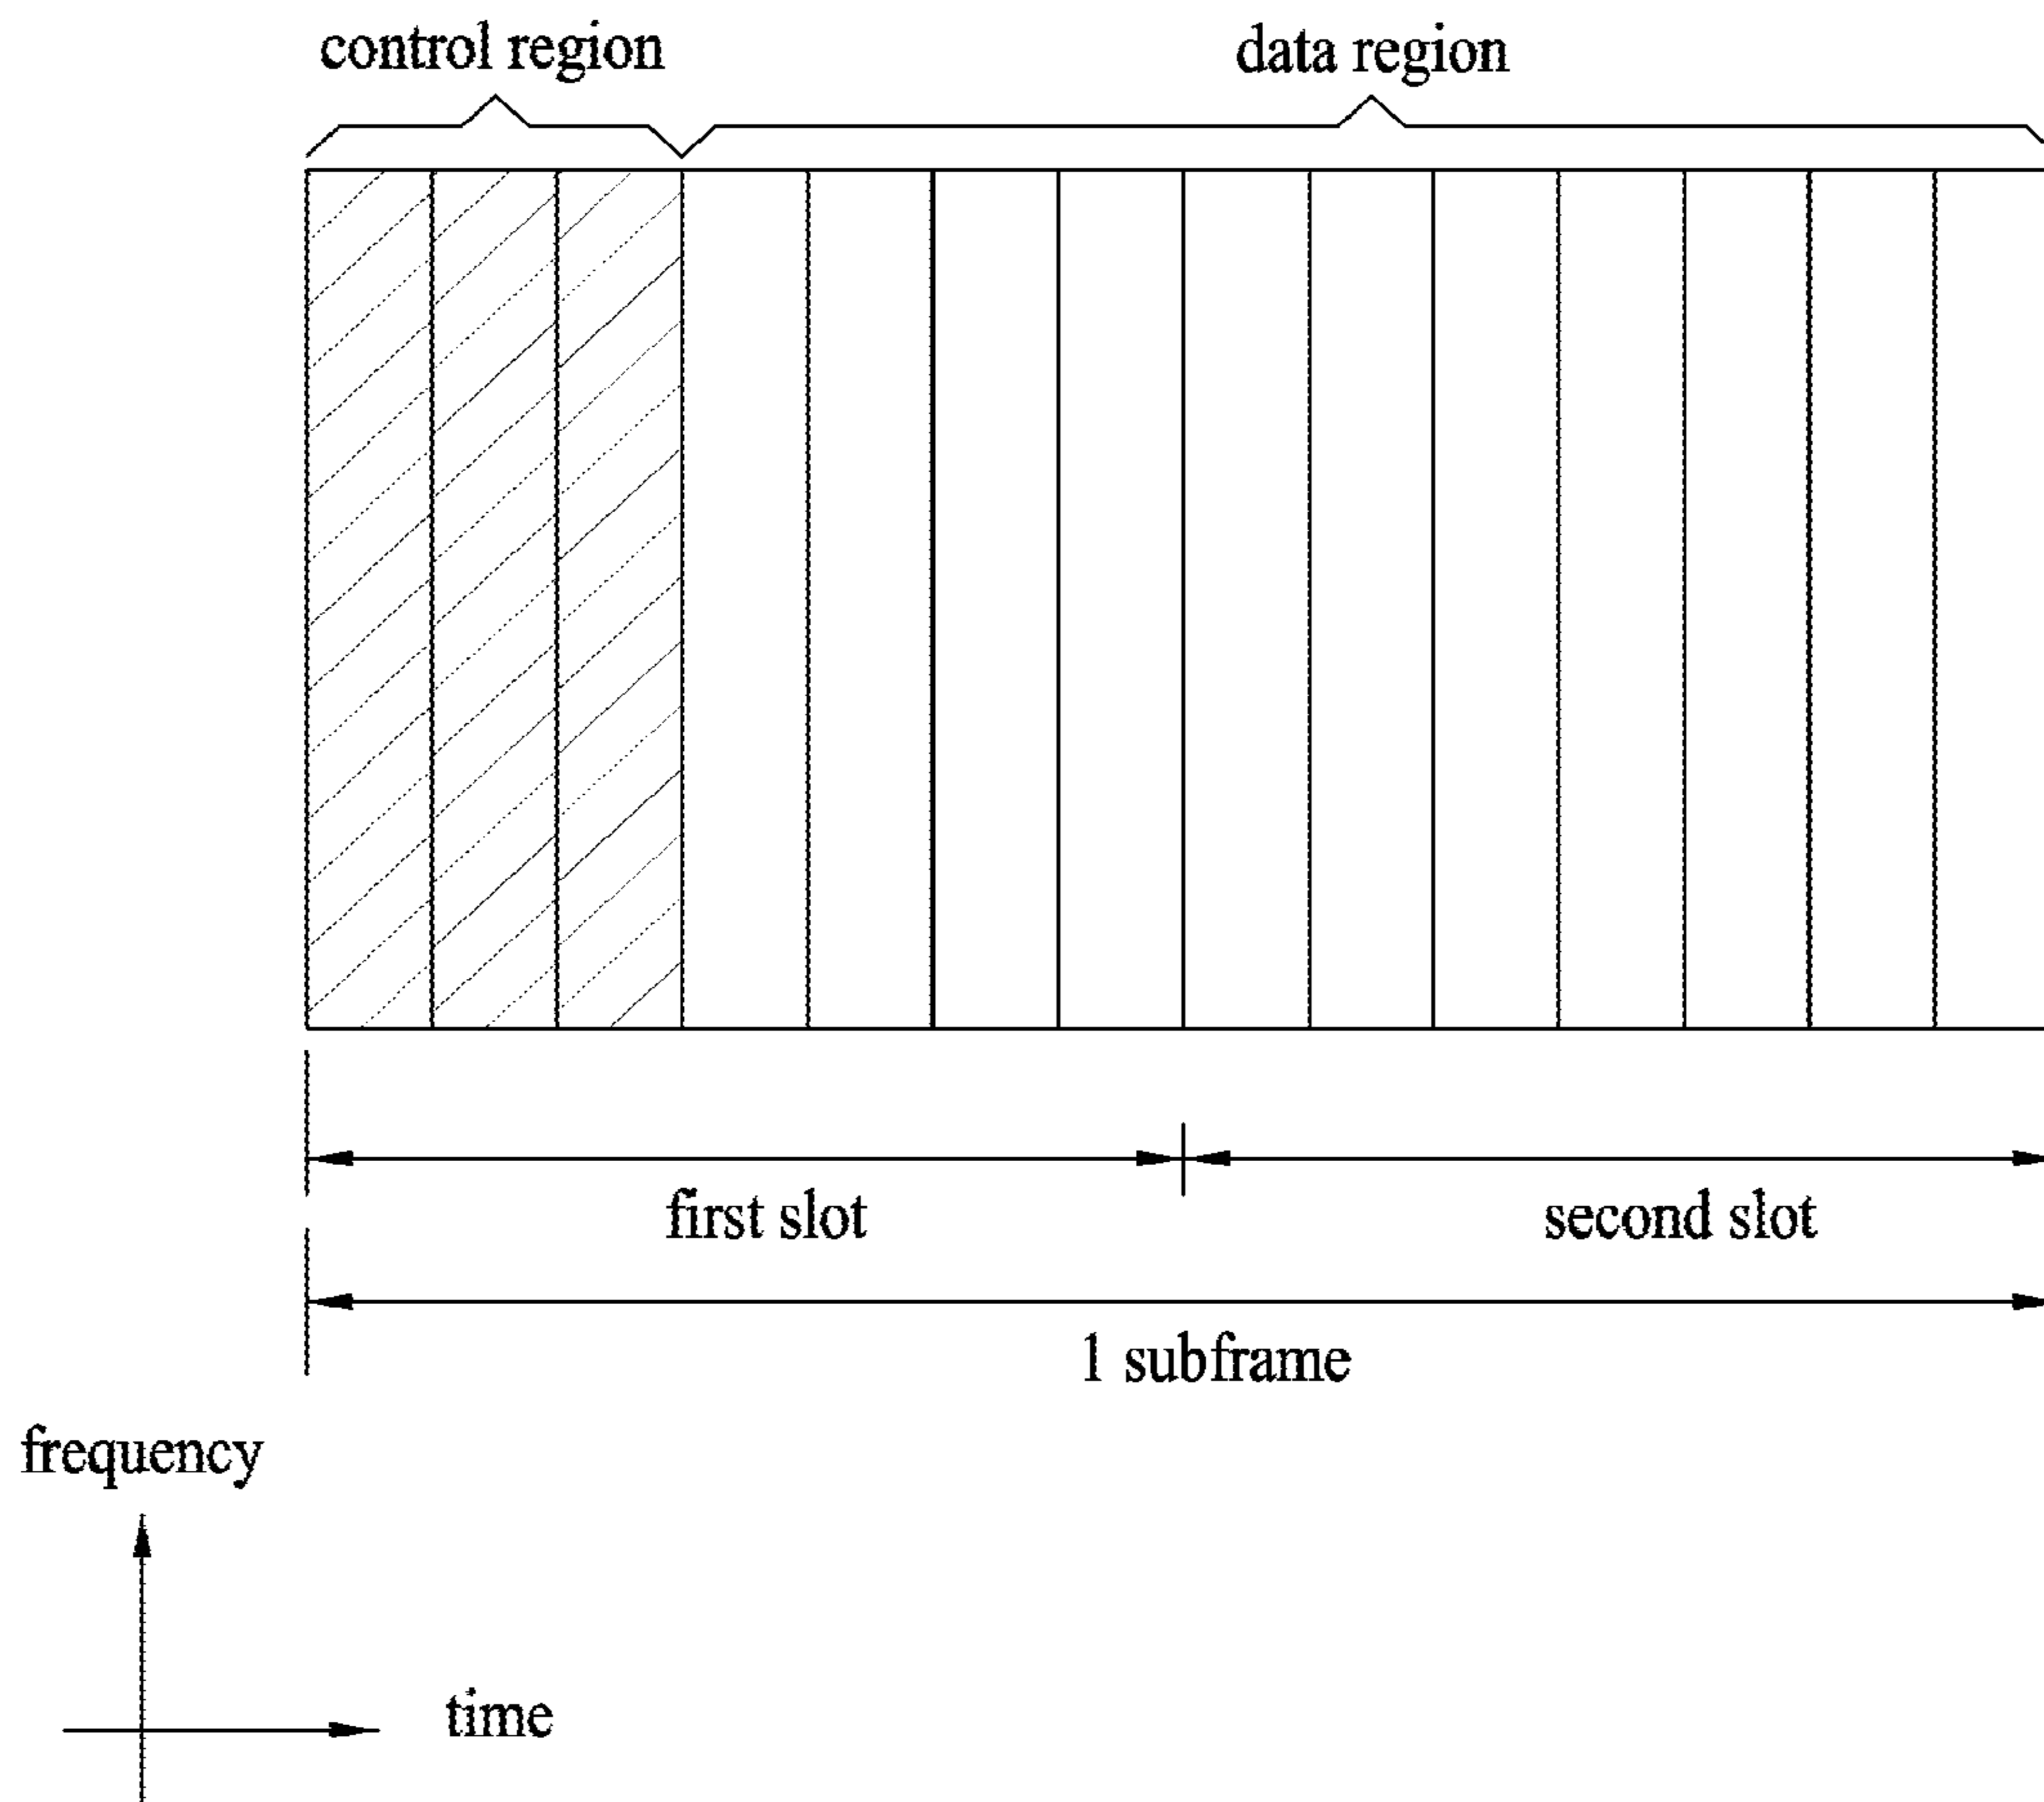 control region
data region
first slot
second slot
1 subframe
frequency
time